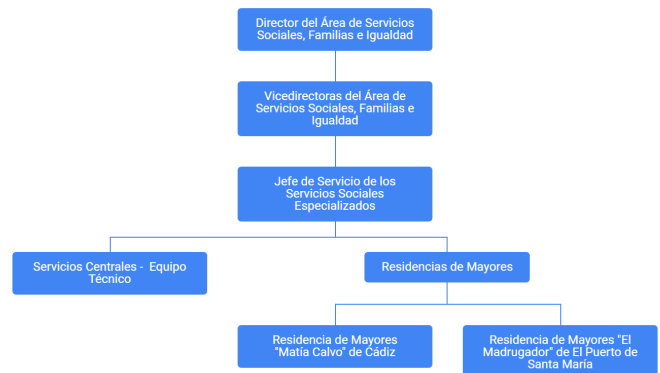 Director del Área de Servicios
Sociales, Familias e Igualdad
Vicedirectoras del Área de
Servicios Sociales, Familias e
Igualdad
Jefe de Servicio de los
Servicios Sociales
Especializados
Servicios Centrales - Equipo
Técnico
Residencias de Mayores
Residencia de Mayores
"Matía Calvo" de Cádiz
Residencia de Mayores "El
Madrugador" de El Puerto de
Santa María